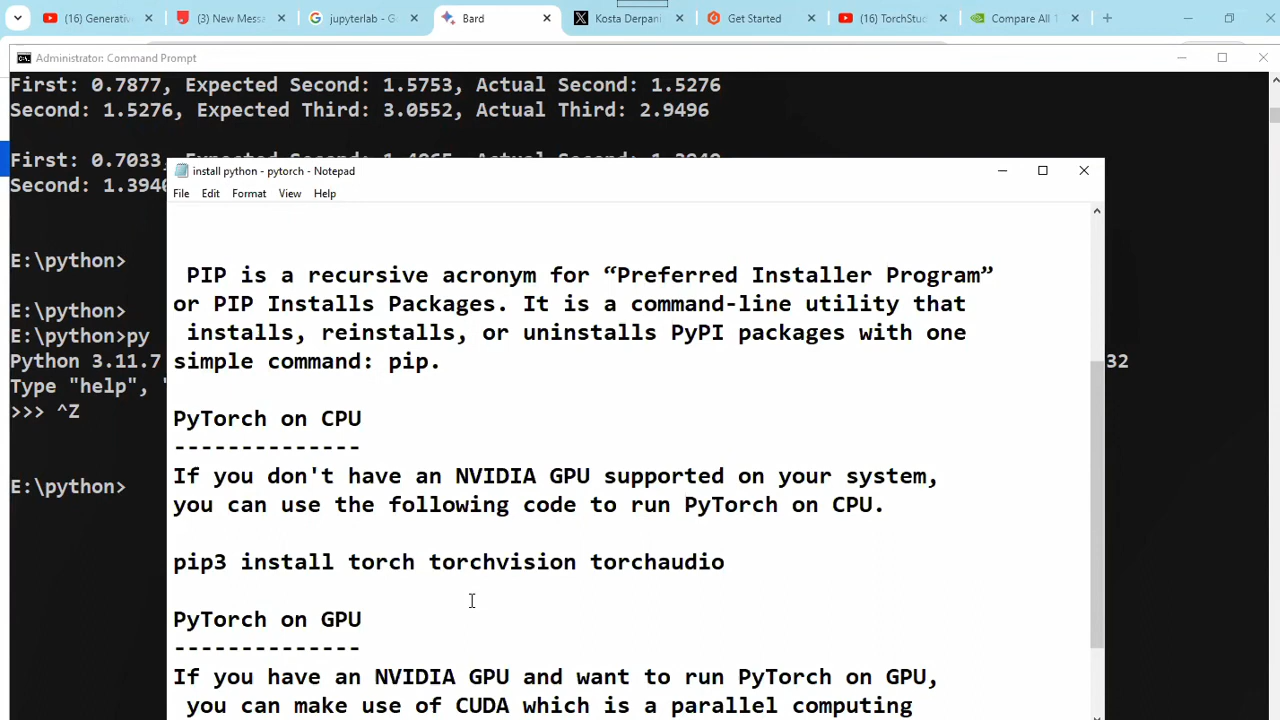 (16) Generativ
(3) New Messa
jupyterlab - G
Bard
Kosta Derpani
Get Started
(16) TorchStud
Compare All
Administrator: Command Prompt
First: 0.7877, Expected Second: 1.5753, Actual Second: 1.5276
Second: 1.5276, Expected Third: 3.0552, Actual Third: 2.9496
First: 0.7033,
Second: 1.3940
install python - pytorch - Notepad
File Edit Format View Help
E:\python>
E:\python>
E:\python>py
Python 3.11.7
32
Type "help", '
>>> ^Z
E:\python>
PIP is a recursive acronym for “Preferred Installer Program”
or PIP Installs Packages. It is a command-line utility that
installs, reinstalls, or uninstalls PyPI packages with one
simple command: pip.
PyTorch on CPU
--------------
If you don't have an NVIDIA GPU supported on your system,
you can use the following code to run PyTorch on CPU.
pip3 install torch torchvision torchaudio
PyTorch on GPU
--------------
If you have an NVIDIA GPU and want to run PyTorch on GPU,
you can make use of CUDA which is a parallel computing